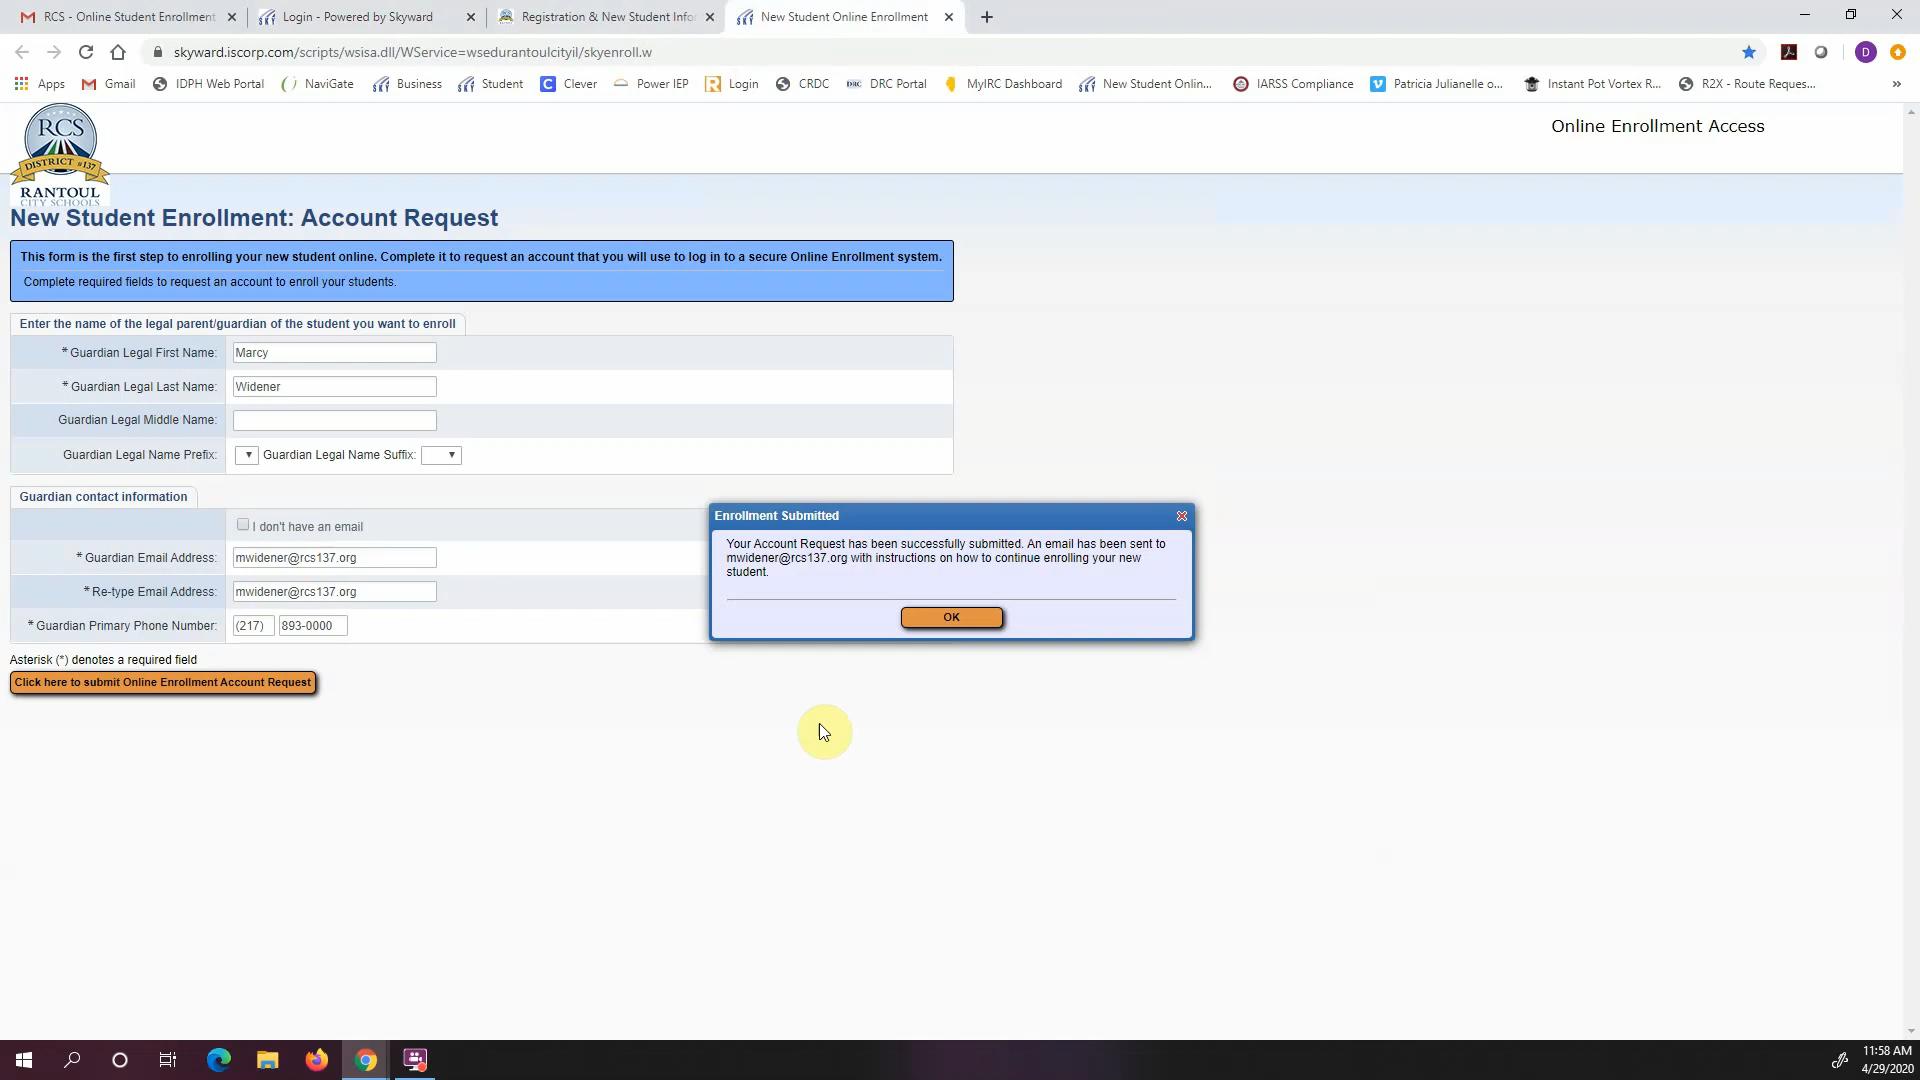 RCS - Online Student Enrollment
Login - Powered by Skyward
Registration & New Student Infor
New Student Online Enrollment
skyward.iscorp.com/scripts/wsisa.dll/WService=wsedurantoulcityil/skyenroll.w
D
Apps
Gmail
IDPH Web Portal
NaviGate
Business
Student
Clever
Power IEP
Login
CRDC
DRC Portal
MyIRC Dashboard
New Student Onlin...
IARSS Compliance
Patricia Julianelle o...
Instant Pot Vortex R...
R2X - Route Reques...
»
RCS
DISTRICT #137
RANTOUL
CITY SCHOOLS
Online Enrollment Access
New Student Enrollment: Account Request
This form is the first step to enrolling your new student online. Complete it to request an account that you will use to log in to a secure Online Enrollment system.
Complete required fields to request an account to enroll your students.
Enter the name of the legal parent/guardian of the student you want to enroll
* Guardian Legal First Name: Marcy
* Guardian Legal Last Name: Widener
Guardian Legal Middle Name:
Guardian Legal Name Prefix: Guardian Legal Name Suffix:
Guardian contact information
I don't have an email
* Guardian Email Address: mwidener@rcs137.org
* Re-type Email Address: mwidener@rcs137.org
* Guardian Primary Phone Number: (217) 893-0000
Asterisk (*) denotes a required field
Click here to submit Online Enrollment Account Request
Enrollment Submitted
Your Account Request has been successfully submitted. An email has been sent to
mwidener@rcs137.org with instructions on how to continue enrolling your new
student.
OK
11:58 AM
4/29/2020